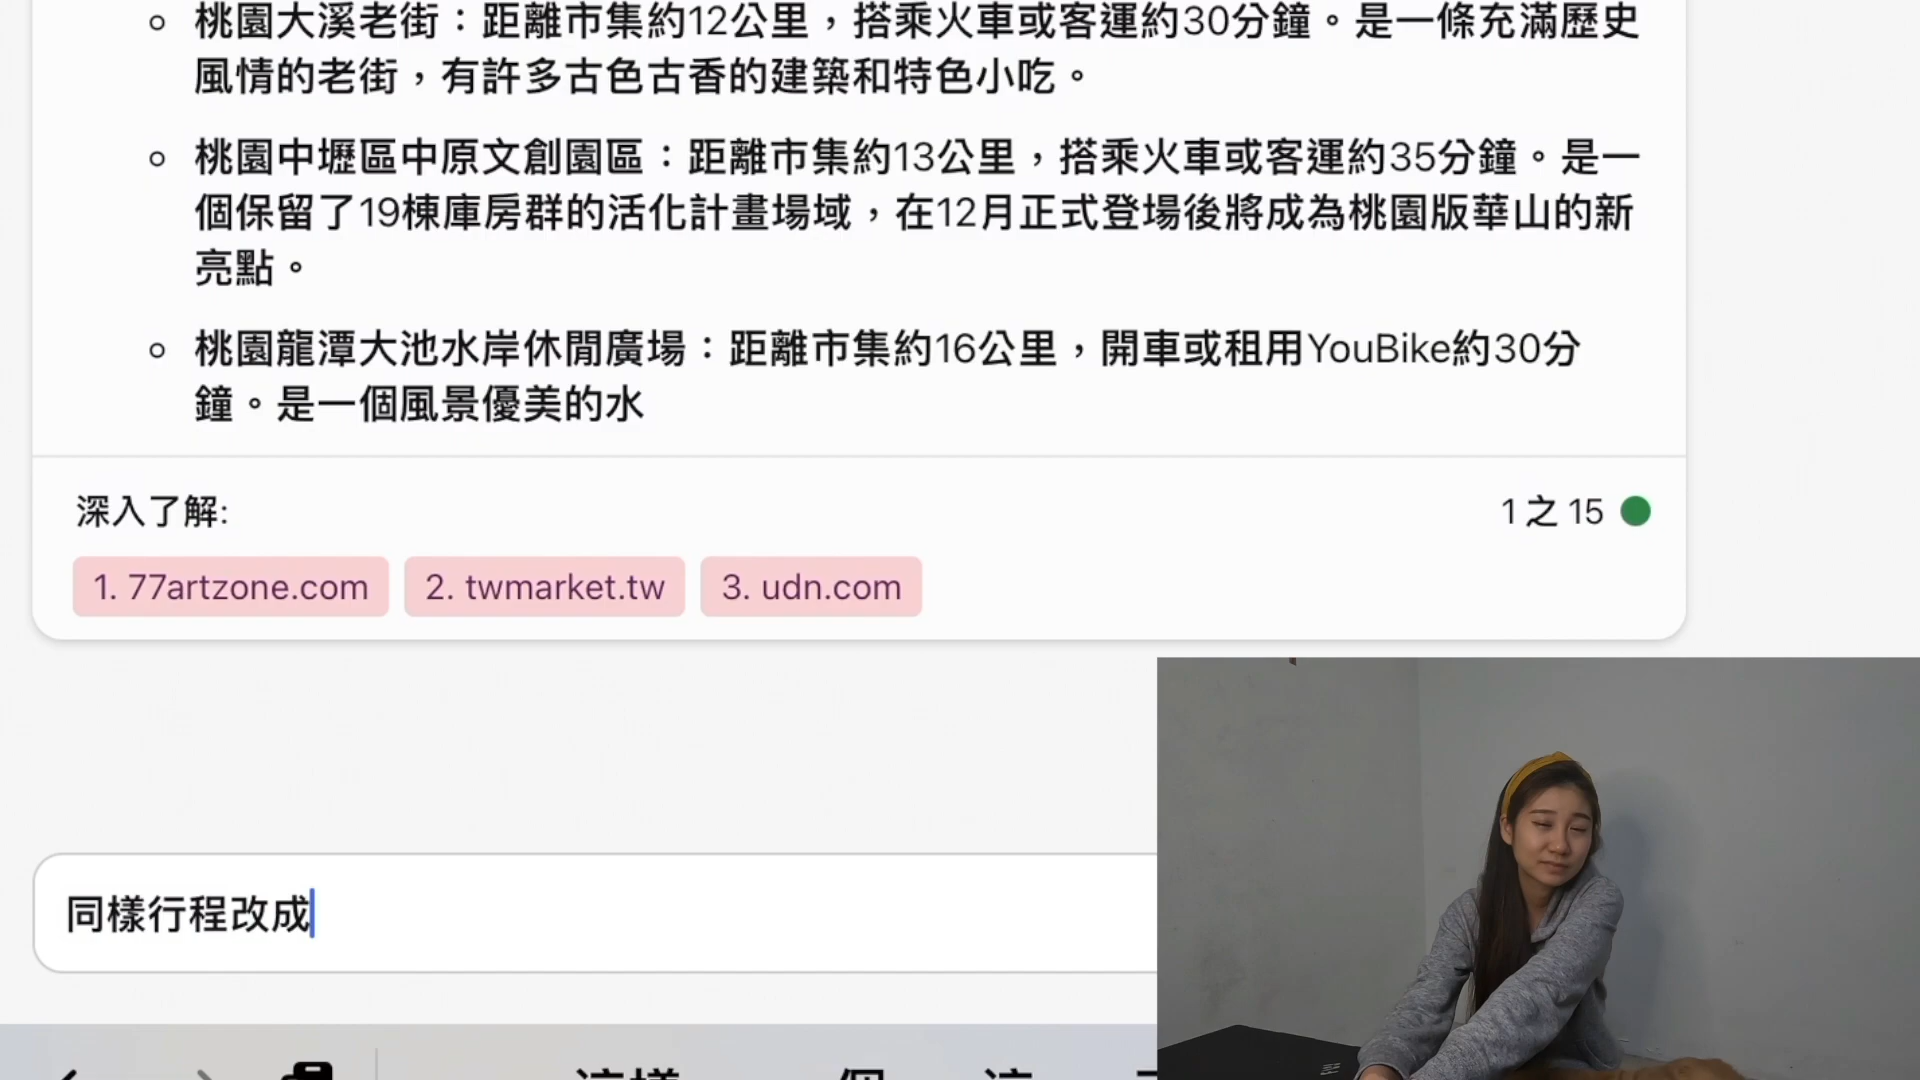 桃園大溪老街：距離市集約12公里，搭乘火車或客運約30分鐘。是一條充滿歷史
風情的老街，有許多古色古香的建築和特色小吃。
桃園中壢區中原文創園區：距離市集約13公里，搭乘火車或客運約35分鐘。是一
個保留了19棟庫房群的活化計畫場域，在12月正式登場後將成為桃園版華山的新
亮點。
桃園龍潭大池水岸休閒廣場：距離市集約16公里，開車或租用YouBike約30分
鐘。是一個風景優美的水
深入了解:
1 之 15
1. 77artzone.com 2. twmarket.tw 3. udn.com
同樣行程改成
這樣 個 這